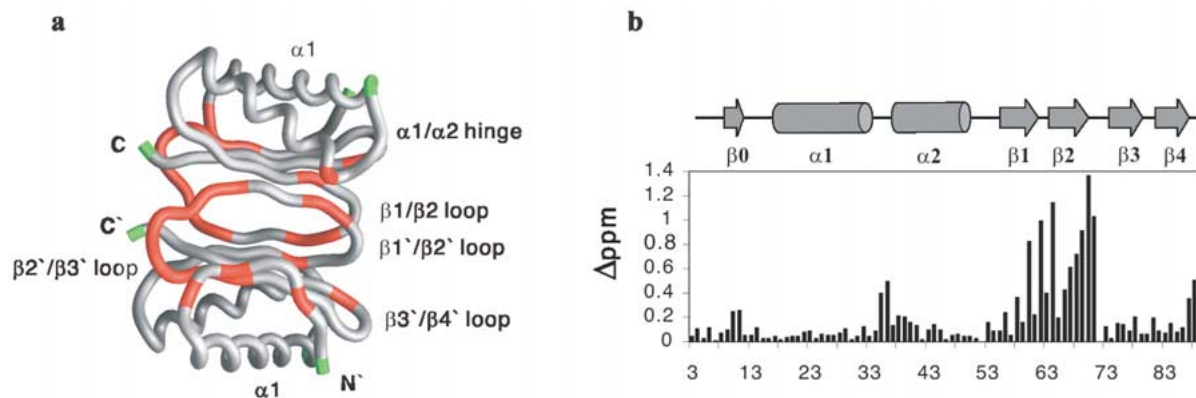 a
α1
α1/α2 hinge
C
β1/β2 loop
C`
β1`/β2` loop
β2`/β3` loop
β3`/β4` loop
α1
N`
b
β0 α1 α2 β1 β2 β3 β4
Δppm
1.4
1.2
1
0.8
0.6
0.4
0.2
0
3 13 23 33 43 53 63 73 83